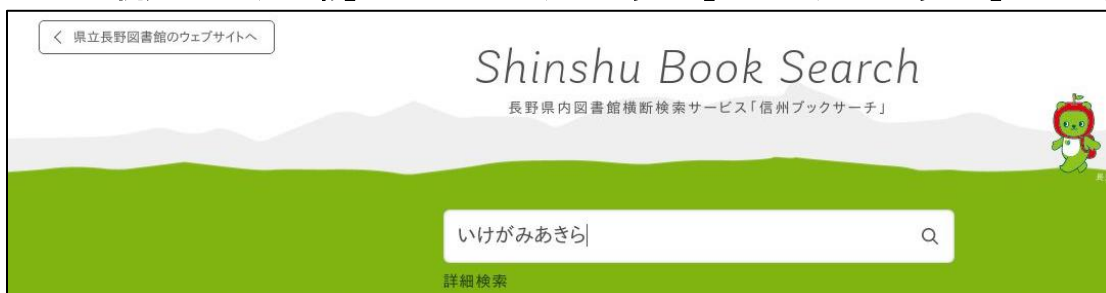 く 県立長野図書館のウェブサイトへ
Shinshu Book Search
長野県内図書館横断検索サービス「信州ブックサーチ」
いけがみあきら
詳細検索